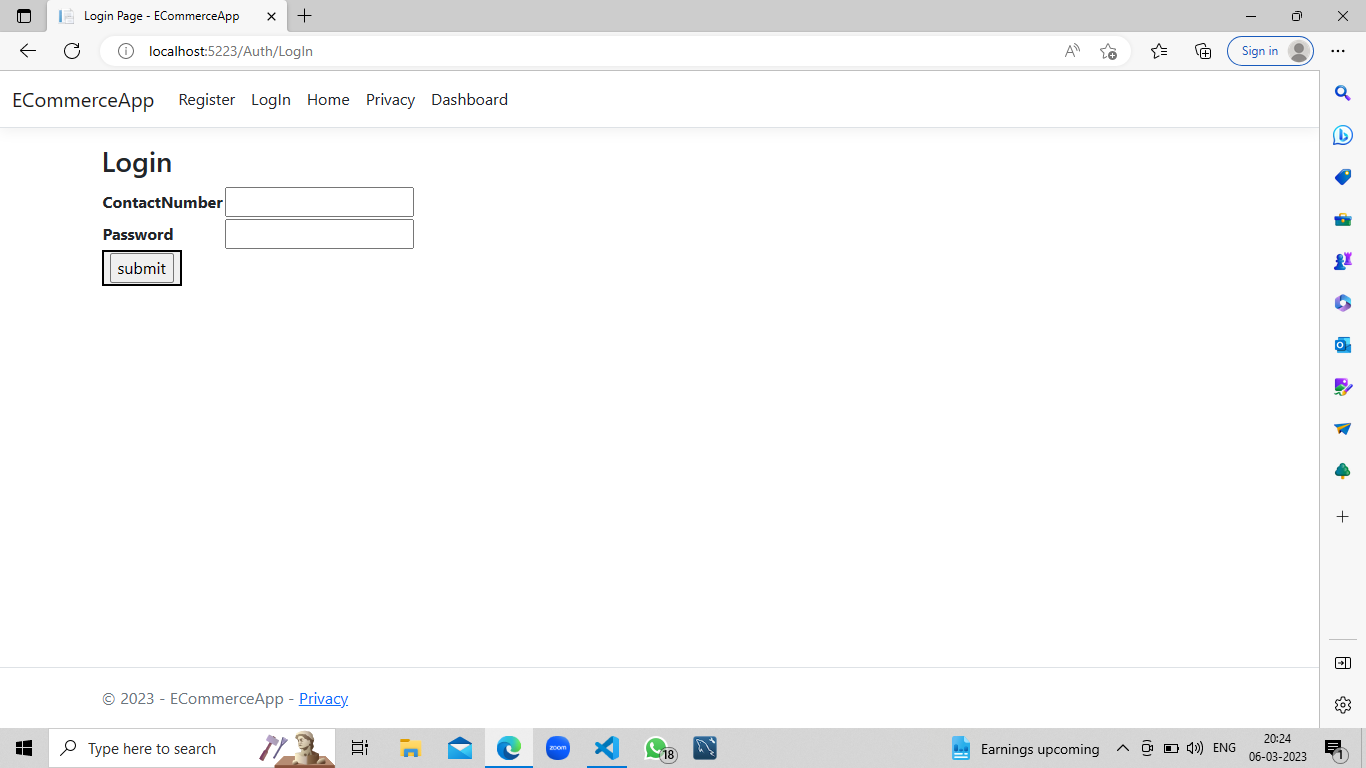 Login Page - ECommerceApp
localhost:5223/Auth/LogIn
Sign in
ECommerceApp Register LogIn Home Privacy Dashboard
Login
ContactNumber
Password
submit
© 2023 - ECommerceApp - Privacy
Type here to search
zoom
18
Earnings upcoming
ENG
20:24
06-03-2023
1